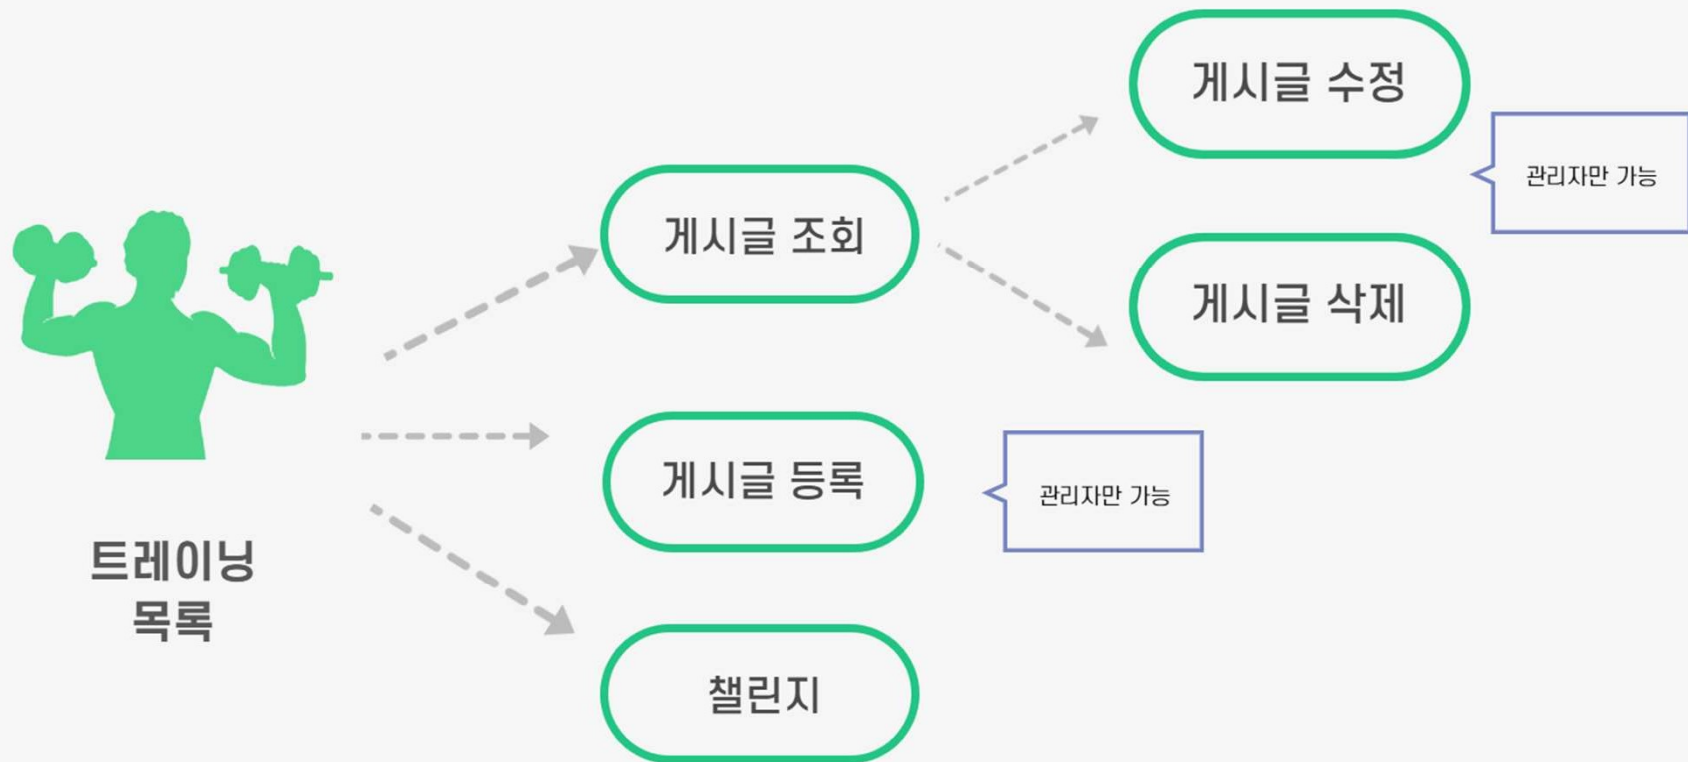 게시글 수정
관리자만 가능
게시글 조회
게시글 삭제
게시글 등록
관리자만 가능
트레이닝
목록
챌린지